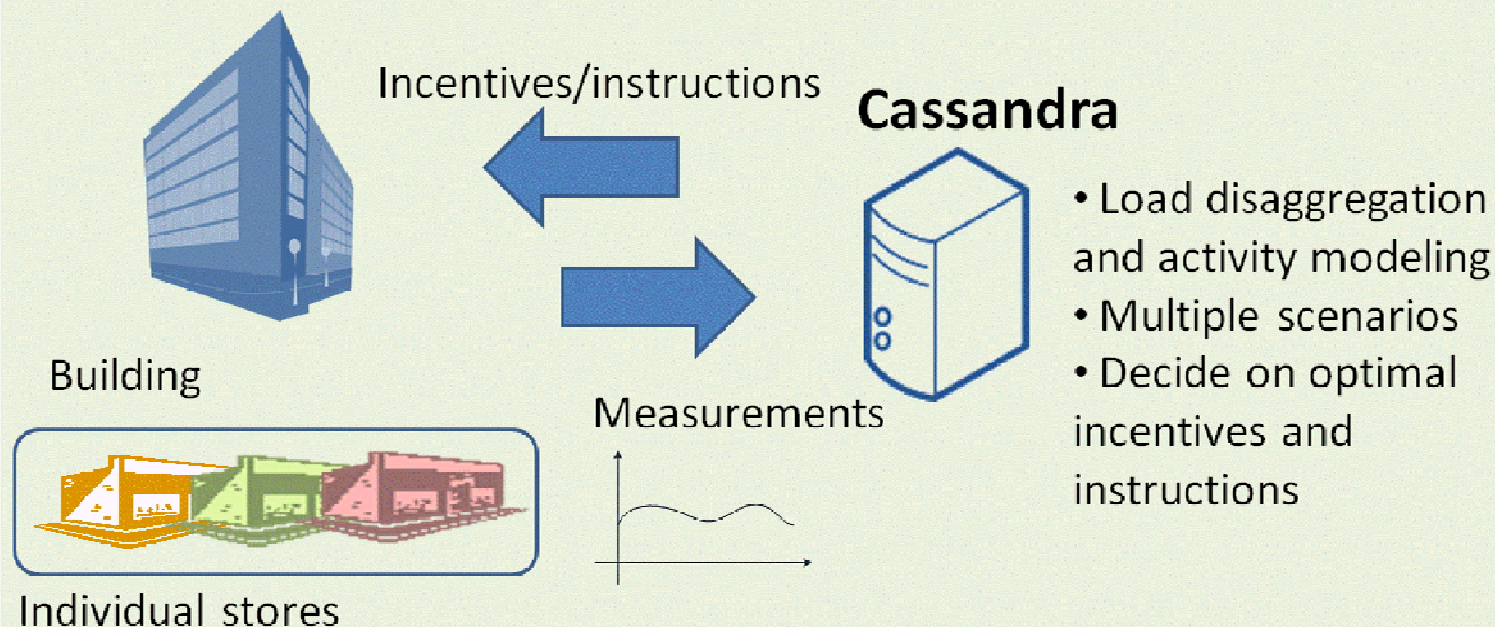 Incentives/instructions
Cassandra
• Load disaggregation
and activity modeling
• Multiple scenarios
• Decide on optimal
incentives and
instructions
Building
Measurements
Individual stores